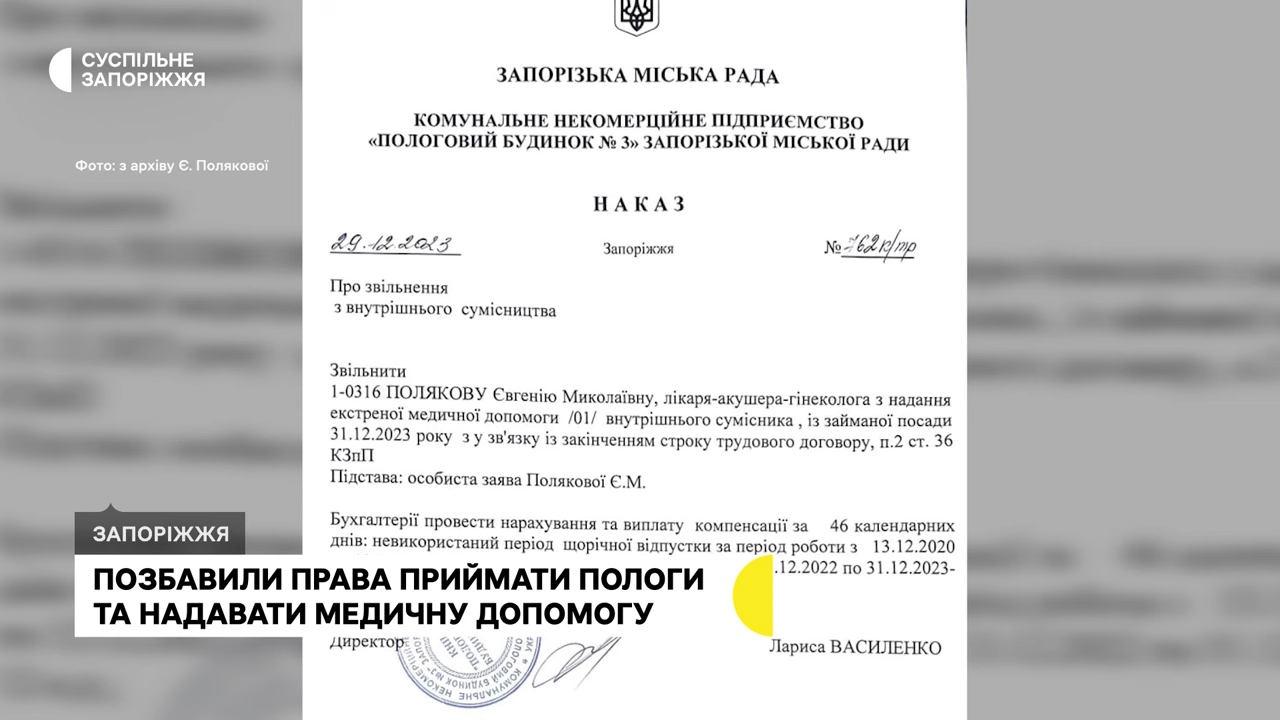 СУСПІЛЬНЕ
ЗАПОРІЖЖЯ
Фото: з архіву Є. Полякової
ЗАПОРІЗЬКА МІСЬКА РАДА
КОМУНАЛЬНЕ НЕКОМЕРЦІЙНЕ ПІДПРИЄМСТВО
«ПОЛОГОВИЙ БУДИНОК № 3» ЗАПОРІЗЬКОЇ МІСЬКОЇ РАДИ
Н А К А З
29.12.2023 Запоріжжя № 762к/тр
Про звільнення
з внутрішнього сумісництва
Звільнити
1-0316 ПОЛЯКОВУ Євгенію Миколаївну, лікаря-акушера-гінеколога з надання
екстреної медичної допомоги /01/ внутрішнього сумісника , із займаної посади
31.12.2023 року з у зв'язку із закінченням строку трудового договору, п.2 ст. 36
КЗпП
Підстава: особиста заява Полякової Є.М.
Бухгалтерії провести нарахування та виплату компенсації за 46 календарних
днів: невикористаний період щорічної відпустки за період роботи з 13.12.2020
.12.2022 по 31.12.2023-
ЗАПОРІЖЖЯ
ПОЗБАВИЛИ ПРАВА ПРИЙМАТИ ПОЛОГИ
ТА НАДАВАТИ МЕДИЧНУ ДОПОМОГУ
Директор Лариса ВАСИЛЕНКО